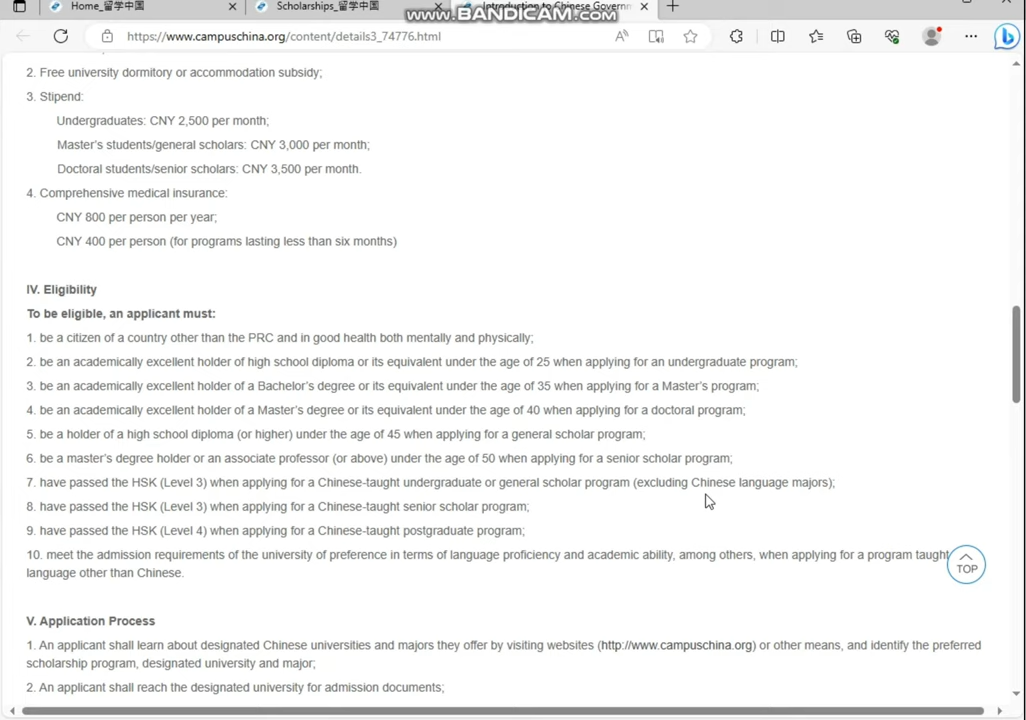 Home_留学中国
Scholarships_留学中国
Introduction to Chinese Governm
www.BANDICAM.com
https://www.campuschina.org/content/details3_74776.html
2. Free university dormitory or accommodation subsidy;
3. Stipend:
Undergraduates: CNY 2,500 per month;
Master's students/general scholars: CNY 3,000 per month;
Doctoral students/senior scholars: CNY 3,500 per month.
4. Comprehensive medical insurance:
CNY 800 per person per year;
CNY 400 per person (for programs lasting less than six months)
IV. Eligibility
To be eligible, an applicant must:
1. be a citizen of a country other than the PRC and in good health both mentally and physically;
2. be an academically excellent holder of high school diploma or its equivalent under the age of 25 when applying for an undergraduate program;
3. be an academically excellent holder of a Bachelor's degree or its equivalent under the age of 35 when applying for a Master's program;
4. be an academically excellent holder of a Master's degree or its equivalent under the age of 40 when applying for a doctoral program;
5. be a holder of a high school diploma (or higher) under the age of 45 when applying for a general scholar program;
6. be a master's degree holder or an associate professor (or above) under the age of 50 when applying for a senior scholar program;
7. have passed the HSK (Level 3) when applying for a Chinese-taught undergraduate or general scholar program (excluding Chinese language majors);
8. have passed the HSK (Level 3) when applying for a Chinese-taught senior scholar program;
9. have passed the HSK (Level 4) when applying for a Chinese-taught postgraduate program;
10. meet the admission requirements of the university of preference in terms of language proficiency and academic ability, among others, when applying for a program taught
language other than Chinese.
TOP
V. Application Process
1. An applicant shall learn about designated Chinese universities and majors they offer by visiting websites (http://www.campuschina.org) or other means, and identify the preferred
scholarship program, designated university and major;
2. An applicant shall reach the designated university for admission documents;